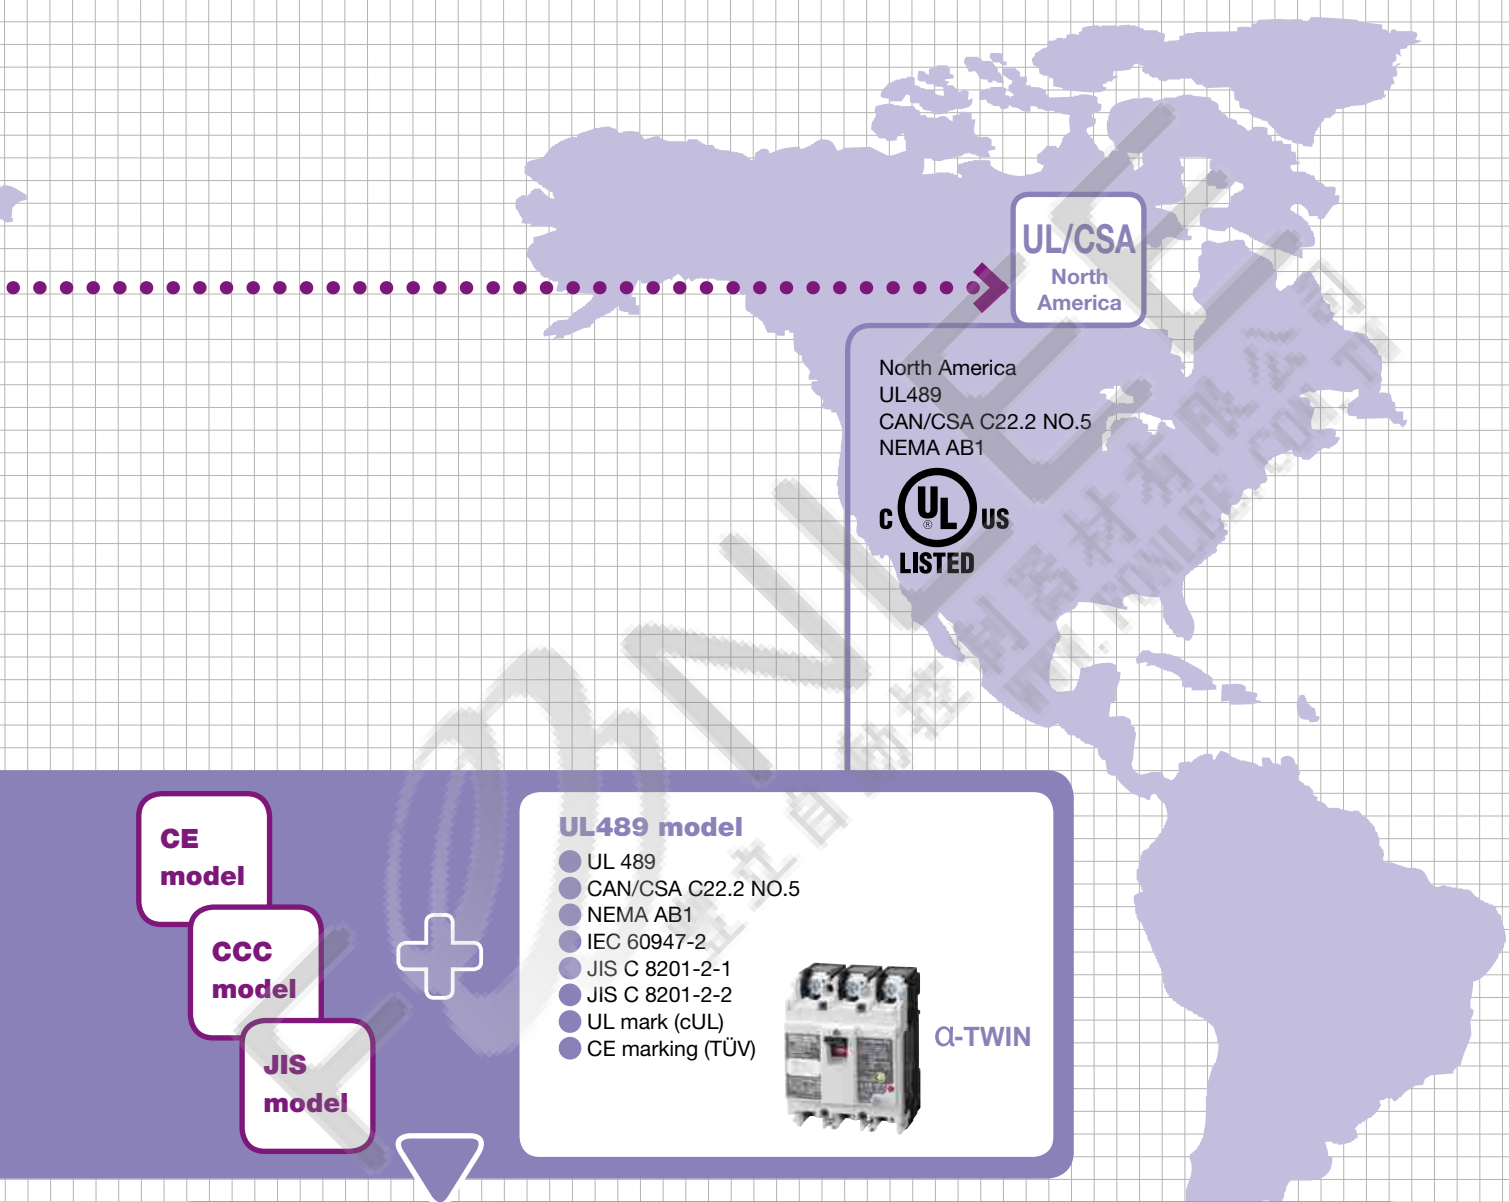 UL/CSA
North
America
North America
UL489
CAN/CSA C22.2 NO.5
NEMA AB1
C UL® US
LISTED
CE
model
CCC
model
JIS
model
UL489 model
UL 489
CAN/CSA C22.2 NO.5
NEMA AB1
IEC 60947-2
JIS C 8201-2-1
JIS C 8201-2-2
UL mark (cUL)
CE marking (TÜV)
α-TWIN